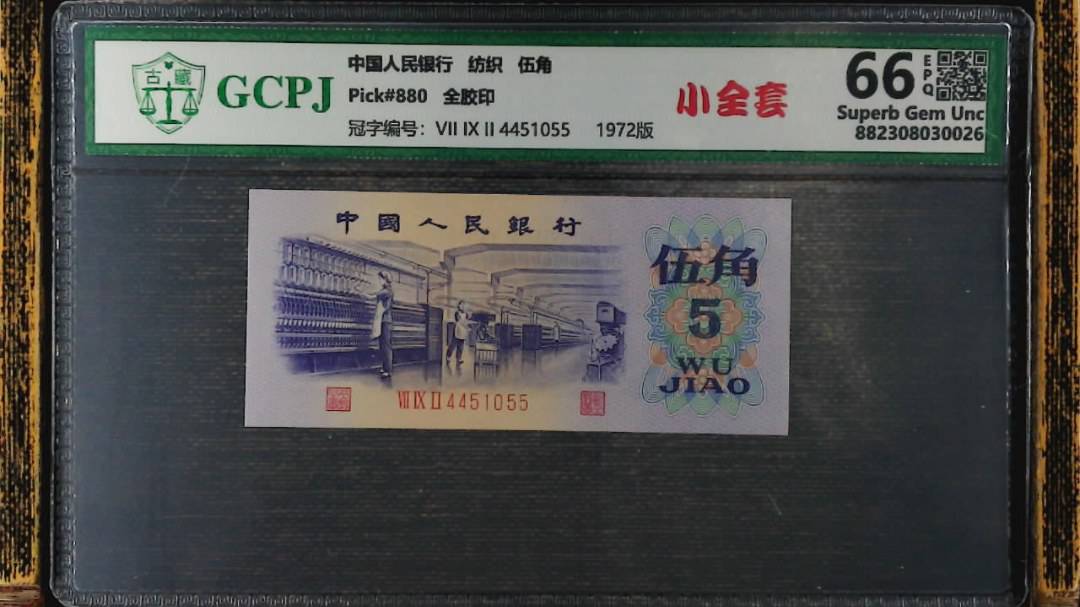 古藏
GCPJ
中国人民银行 纺织 伍角
Pick#880 全胶印
冠字编号: VII IX II 4451055 1972版
小全套
66 EPQ
Superb Gem Unc
882308030026
中國人民銀行
伍角
5
WU
JIAO
VII IX II 4451055